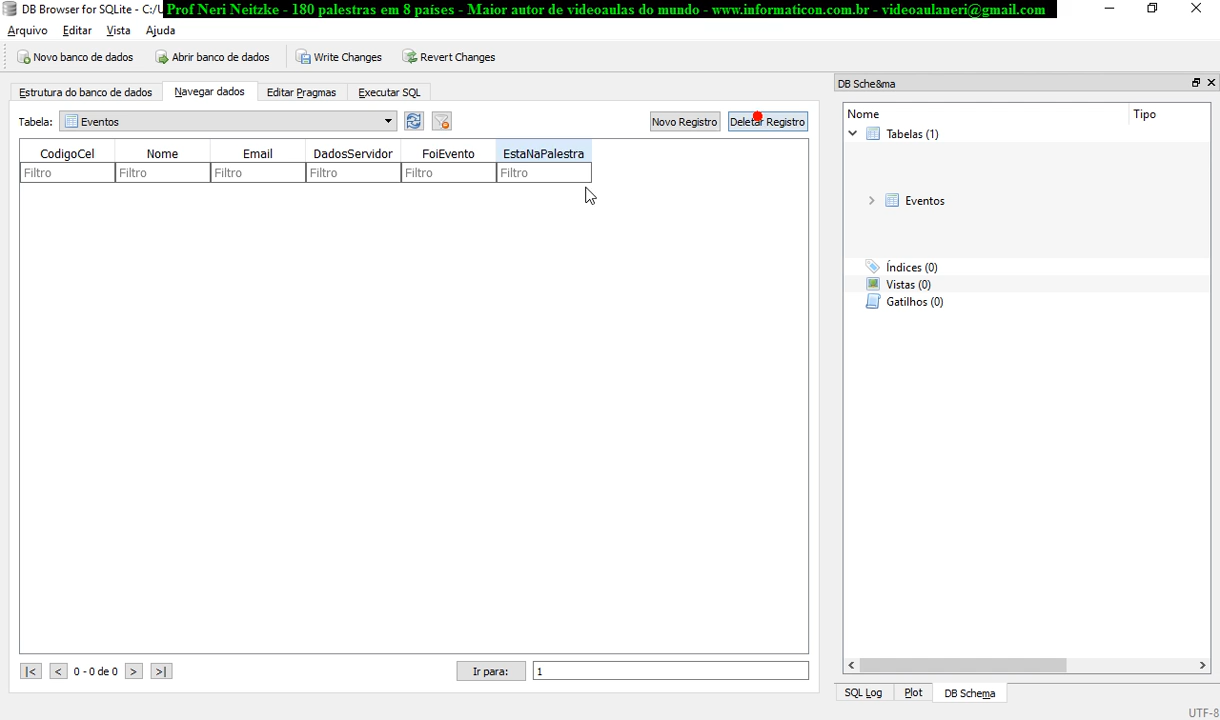 DB Browser for SQLite - C:/U
Prof Neri Neitzke - 180 palestras em 8 países - Maior autor de videoaulas do mundo - www.informaticon.com.br - videoaulaneri@gmail.com
Arquivo Editar Vista Ajuda
Novo banco de dados Abrir banco de dados Write Changes Revert Changes
Estrutura do banco de dados Navegar dados Editar Pragmas Executar SQL
Tabela: Eventos Novo Registro Deletar Registro
CodigoCel Nome Email DadosServidor FoiEvento EstaNaPalestra
Filtro Filtro Filtro Filtro Filtro Filtro
|< < 0 - 0 de 0 > >| Ir para: 1
DB Sche&ma
Nome Tipo
Tabelas (1)
Eventos
Índices (0)
Vistas (0)
Gatilhos (0)
SQL Log Plot DB Schema
UTF-8